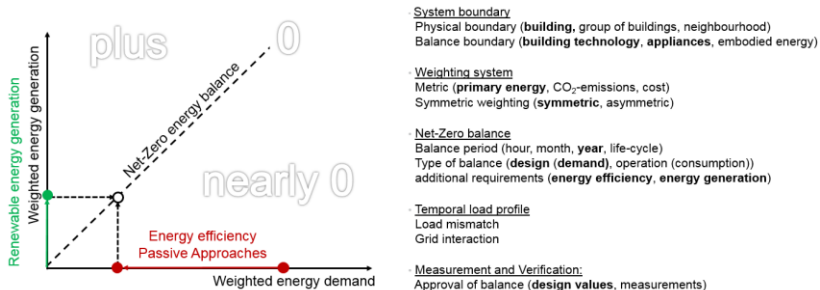 plus
0
Net-Zero energy balance
nearly 0
Renewable energy generation
Weighted energy generation
Energy efficiency
Passive Approaches
Weighted energy demand
· System boundary
Physical boundary (building, group of buildings, neighbourhood)
Balance boundary (building technology, appliances, embodied energy)
· Weighting system
Metric (primary energy, CO₂-emissions, cost)
Symmetric weighting (symmetric, asymmetric)
· Net-Zero balance
Balance period (hour, month, year, life-cycle)
Type of balance (design (demand), operation (consumption))
additional requirements (energy efficiency, energy generation)
· Temporal load profile
Load mismatch
Grid interaction
· Measurement and Verification:
Approval of balance (design values, measurements)